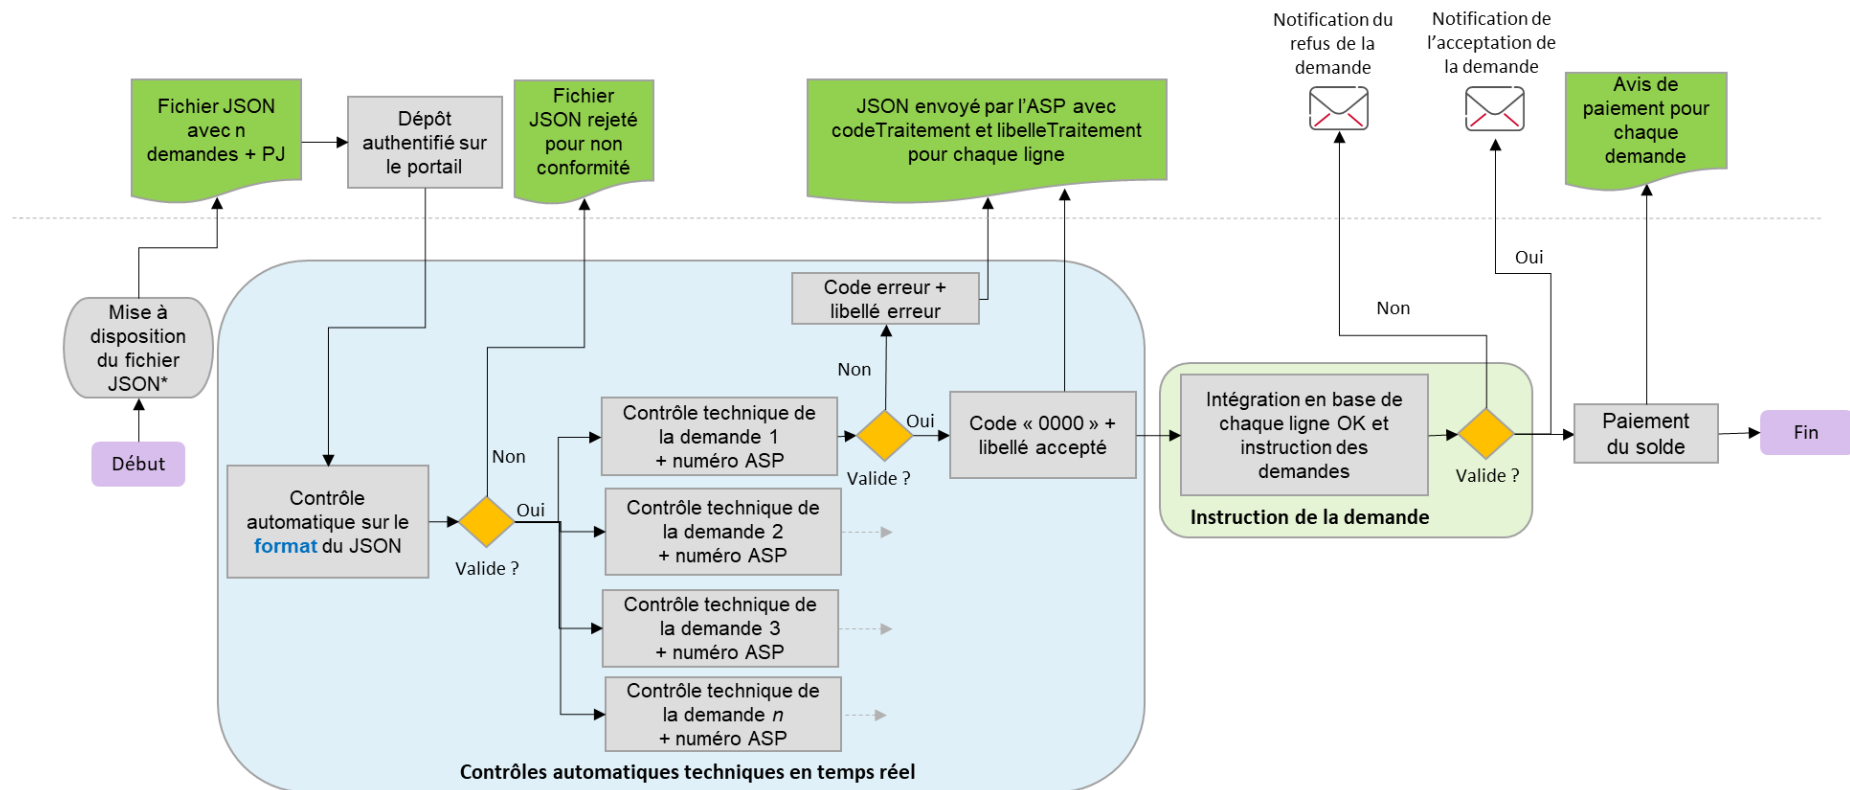 Notification du
refus de la
demande
Notification de
l'acceptation de
la demande
Fichier JSON
avec n
demandes + PJ
Dépôt
authentifié sur
le portail
Fichier
JSON rejeté
pour non
conformité
JSON envoyé par l'ASP avec
codeTraitement et libelleTraitement
pour chaque ligne
Avis de
paiement pour
chaque
demande
Mise à
disposition
du fichier
JSON*
Début
Contrôle
automatique sur le
format du JSON
Valide ?
Non
Oui
Contrôle technique de
la demande 1
+ numéro ASP
Contrôle technique de
la demande 2
+ numéro ASP
Contrôle technique de
la demande 3
+ numéro ASP
Contrôle technique de
la demande n
+ numéro ASP
Valide ?
Non
Oui
Code erreur +
libellé erreur
Code « 0000 » +
libellé accepté
Contrôles automatiques techniques en temps réel
Intégration en base de
chaque ligne OK et
instruction des
demandes
Instruction de la demande
Valide ?
Non
Oui
Paiement
du solde
Fin